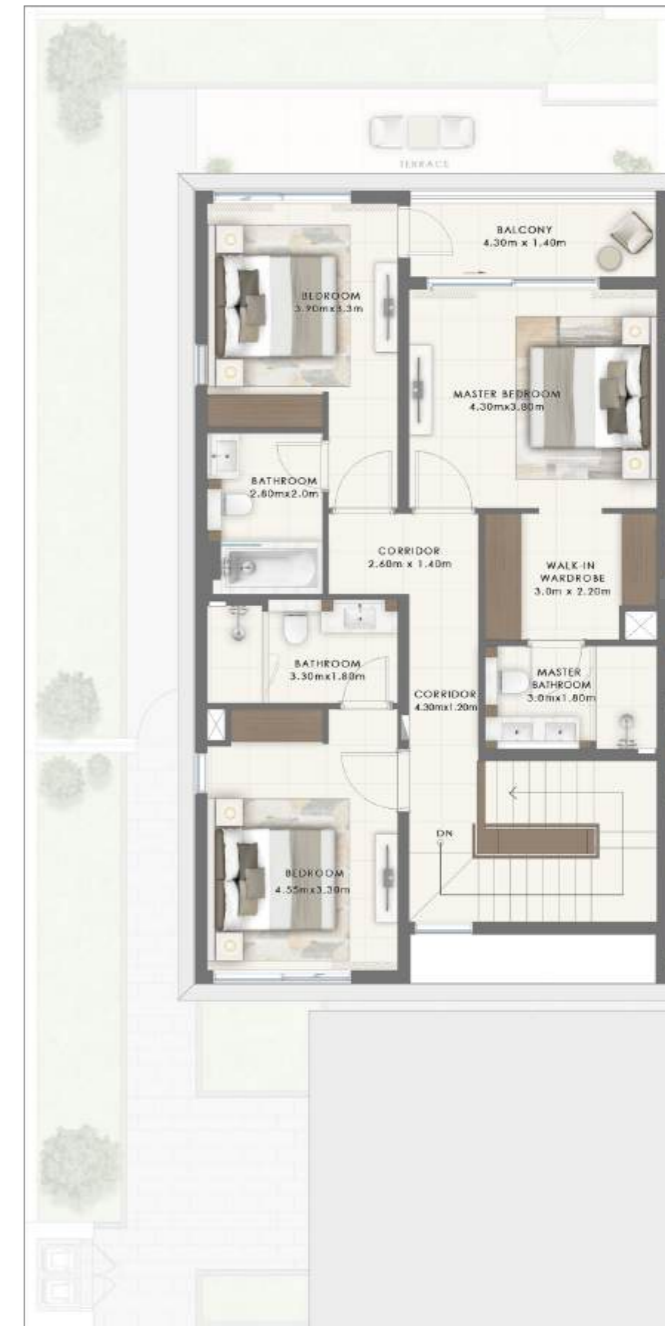 TERRACE
BALCONY
4.30m x 1.40m
BEDROOM
3.90mx3.3m
MASTER BEDROOM
4.30mx3.80m
BATHROOM
2.80mx2.0m
CORRIDOR
2.60m x 1.40m
WALK-IN
WARDROBE
3.0m x 2.20m
BATHROOM
3.30mx1.80m
MASTER
BATHROOM
3.0mx1.80m
CORRIDOR
4.30mx1.20m
DN
BEDROOM
4.55mx3.30m